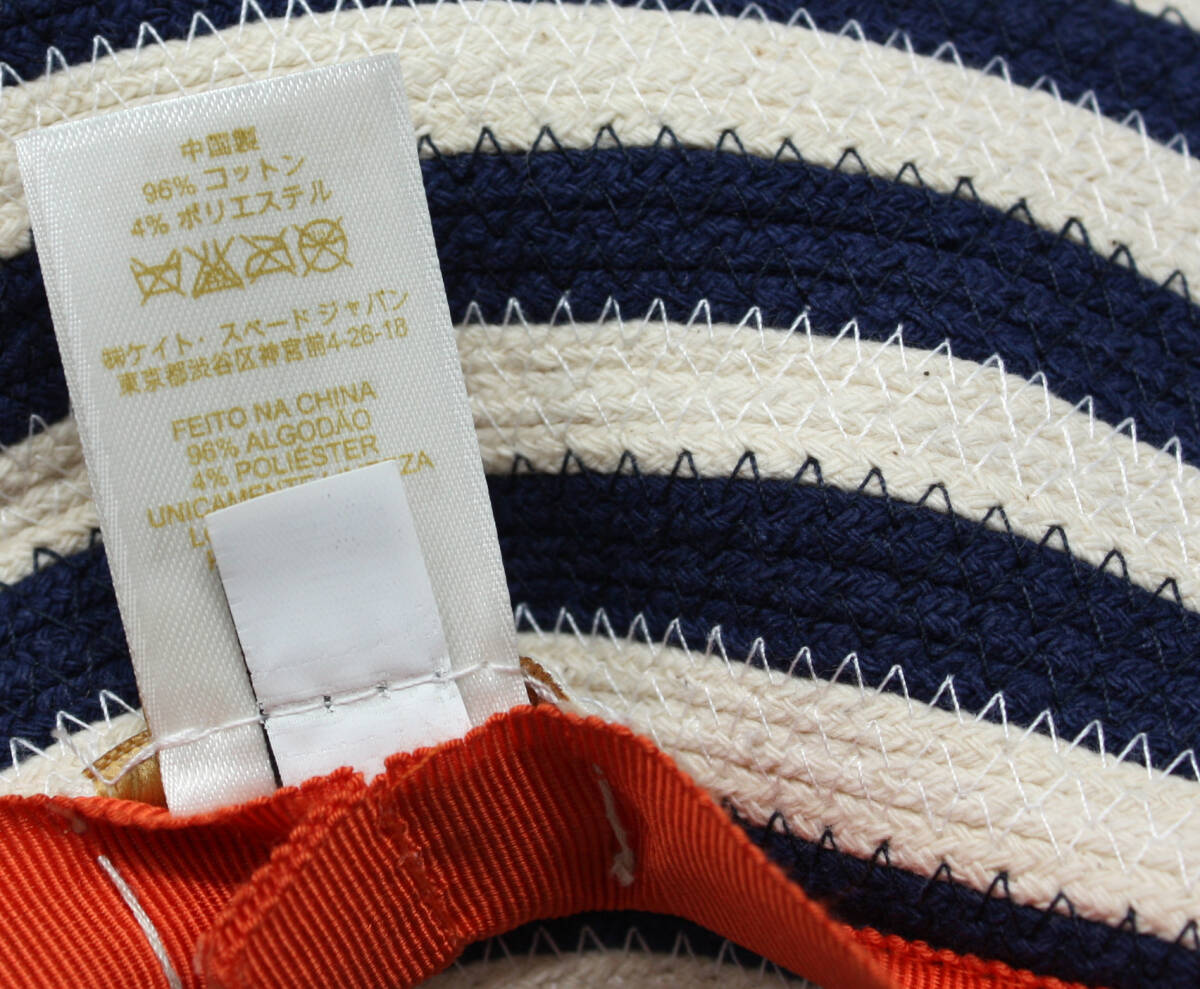 中国製
96% コットン
4% ポリエステル
㈱ケイト・スペードジャパン
東京都渋谷区神宮前4-26-18
FEITO NA CHINA
96% ALGODÃO
4% POLIÉSTER
UNICAMENTE